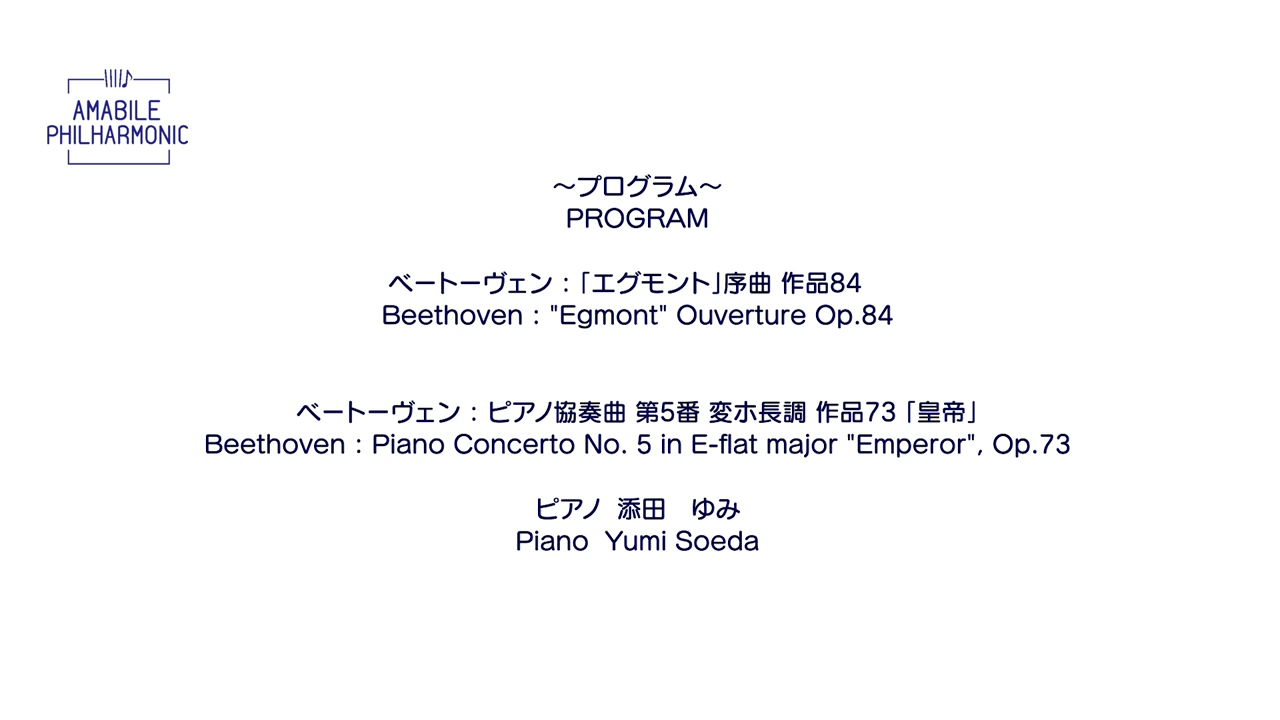 AMABILE
PHILHARMONIC
～プログラム～
PROGRAM
ベートーヴェン：「エグモント」序曲 作品84
Beethoven : "Egmont" Ouverture Op.84
ベートーヴェン：ピアノ協奏曲 第5番 変ホ長調 作品73「皇帝」
Beethoven : Piano Concerto No. 5 in E-flat major "Emperor", Op.73
ピアノ 添田　ゆみ
Piano Yumi Soeda